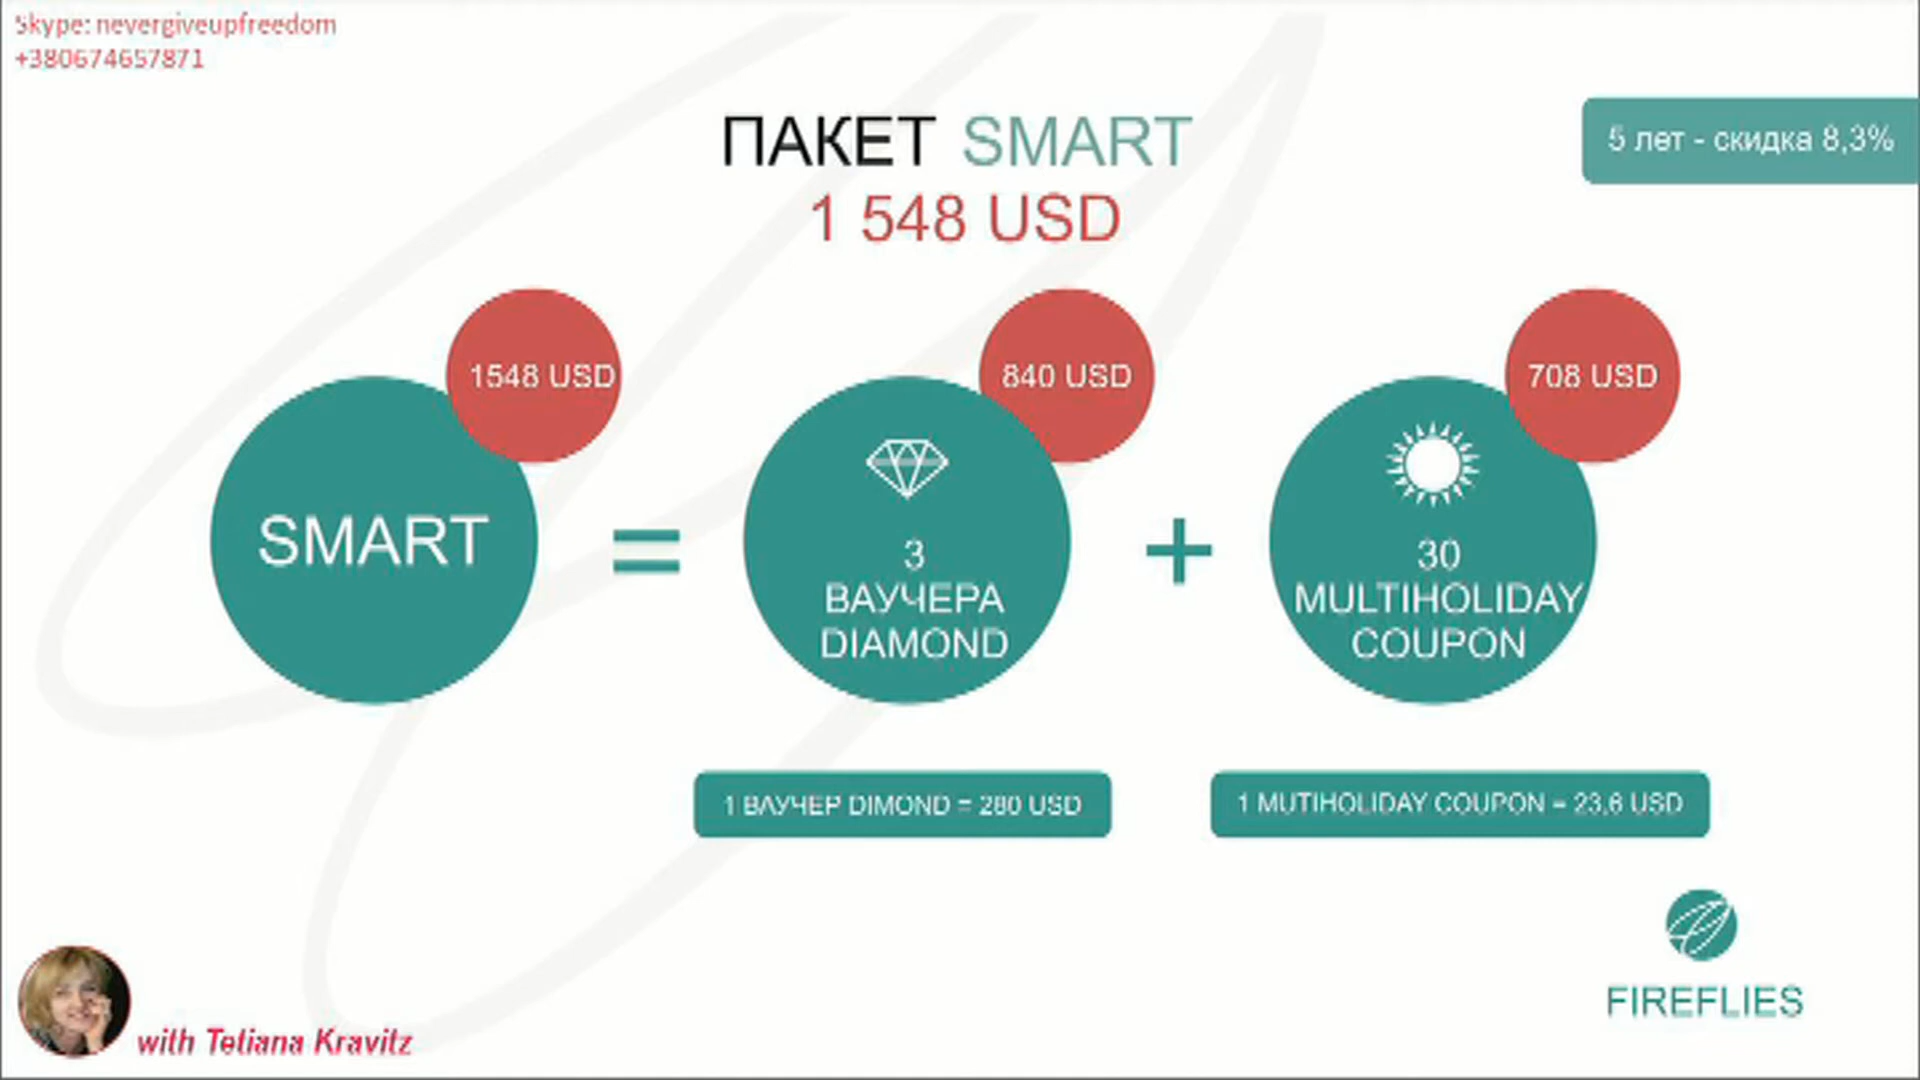 Skype: nevergiveupfreedom
+380674657871
ПАКЕТ SMART
1 548 USD
5 лет - скидка 8,3%
1548 USD
840 USD
708 USD
SMART
=
3
ВАУЧЕРА
DIAMOND
+
30
MULTIHOLIDAY
COUPON
1 ВАУЧЕР DIMOND = 280 USD
1 MUTIHOLIDAY COUPON = 23,6 USD
FIREFLIES
with Tetiana Kravitz